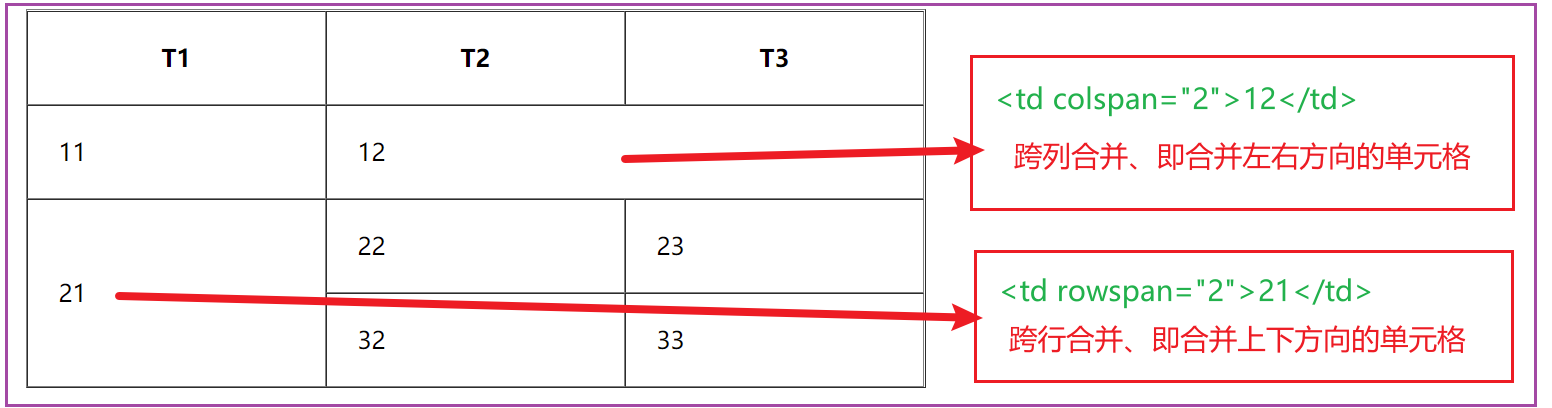 T1 T2 T3
11 12
21 22 23
32 33
<td colspan="2">12</td>
跨列合并、即合并左右方向的单元格
<td rowspan="2">21</td>
跨行合并、即合并上下方向的单元格